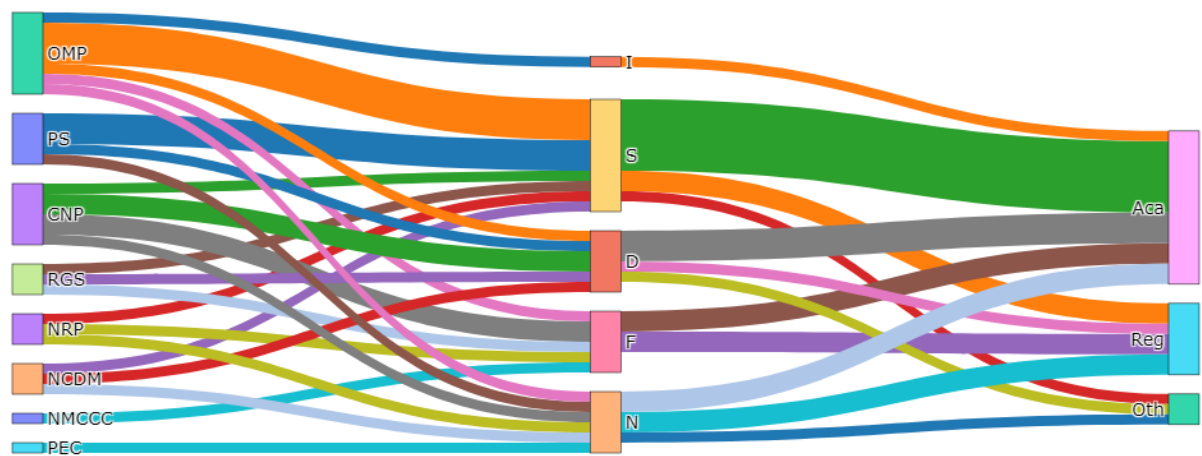 OMP
PS
CNP
RGS
NRP
NCDM
NMCCC
PEC
I
S
D
F
N
Aca
Reg
Oth